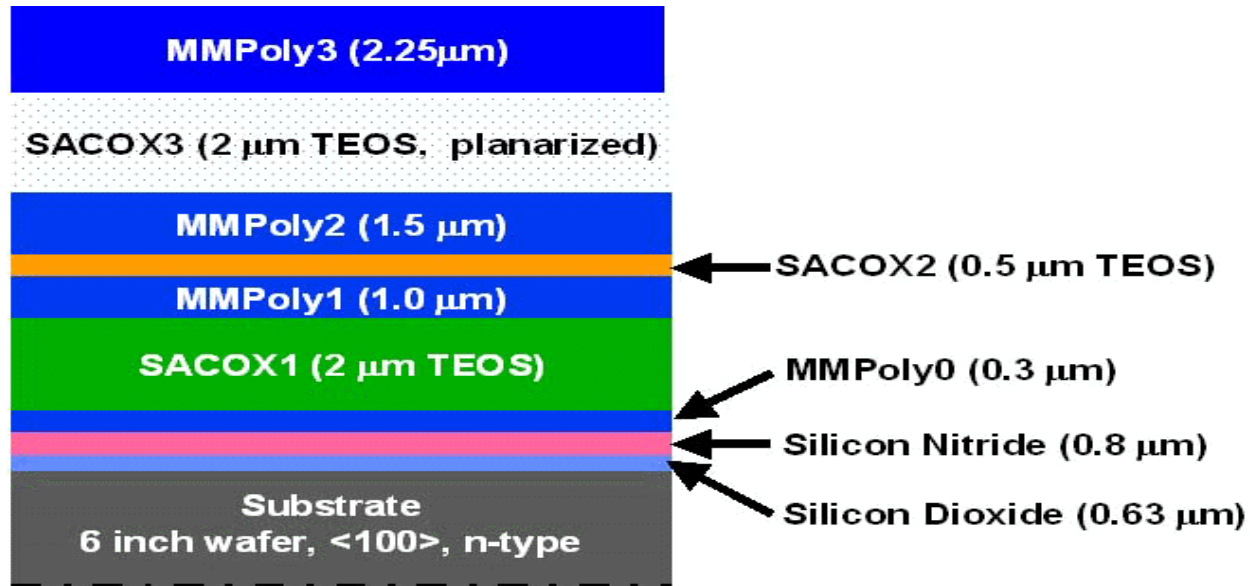 MMPoly3 (2.25μm)
SACOX3 (2 μm TEOS, planarized)
MMPoly2 (1.5 μm)
SACOX2 (0.5 μm TEOS)
MMPoly1 (1.0 μm)
SACOX1 (2 μm TEOS)
MMPoly0 (0.3 μm)
Silicon Nitride (0.8 μm)
Silicon Dioxide (0.63 μm)
Substrate
6 inch wafer, <100>, n-type